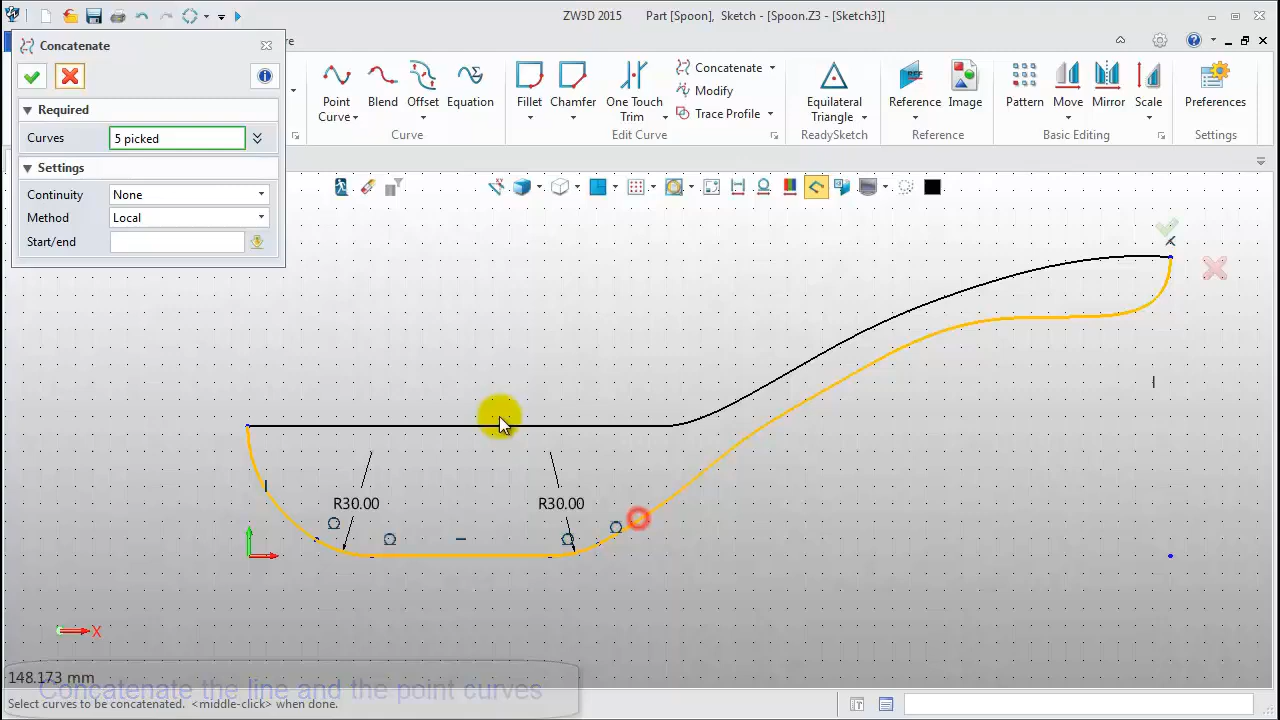 ZW3D 2015 Part [Spoon], Sketch - [Spoon.Z3 - [Sketch3]]
Concatenate
re
Required
Curves 5 picked
Settings
Continuity None
Method Local
Start/end
Point Curve
Blend
Offset
Equation
Curve
Fillet
Chamfer
One Touch Trim
Concatenate
Modify
Trace Profile
Edit Curve
Equilateral Triangle
ReadySketch
Reference
Image
Reference
Pattern
Move
Mirror
Scale
Basic Editing
Preferences
Settings
R30.00
R30.00
X
148.173 mm
Concatenate the line and the point curves
Select curves to be concatenated. <middle-click> when done.